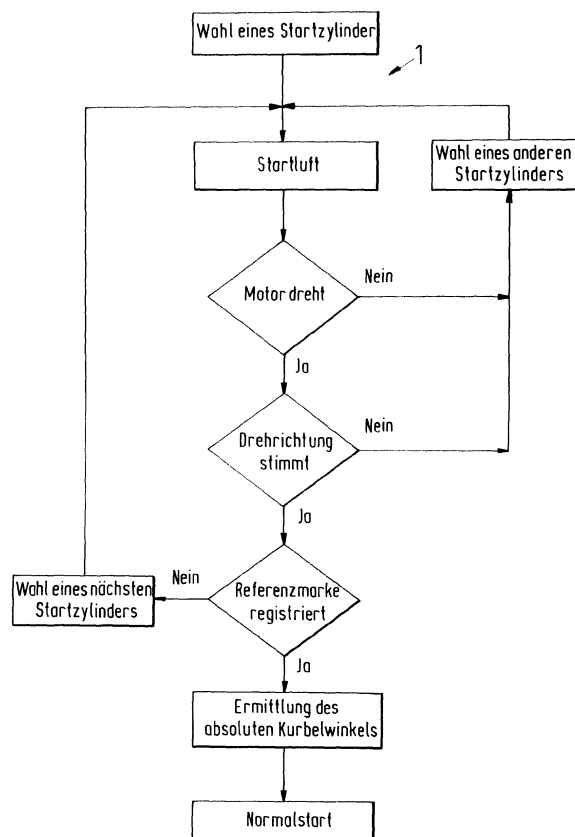 Wahl eines Startzylinder
1
Startluft
Wahl eines anderen
Startzylinders
Motor dreht
Nein
Ja
Drehrichtung
stimmt
Nein
Ja
Referenzmarke
registriert
Nein
Wahl eines nächsten
Startzylinders
Ja
Ermittlung des
absoluten Kurbelwinkels
Normalstart